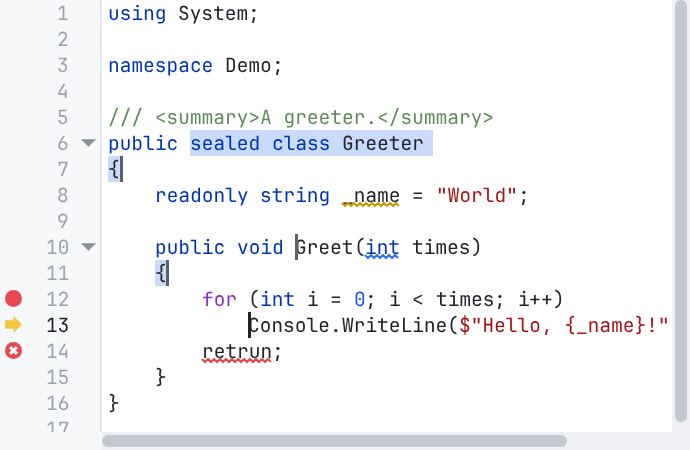 1 using System;
2
3 namespace Demo;
4
5 /// <summary>A greeter.</summary>
6 public sealed class Greeter
7 {
8     readonly string _name = "World";
9
10     public void Greet(int times)
11     {
12         for (int i = 0; i < times; i++)
13             Console.WriteLine($"Hello, {_name}!"
14         retrun;
15     }
16 }
17